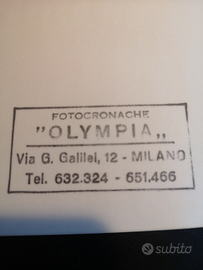 FOTOCRONACHE
"OLYMPIA„
Via G. Galilei, 12 - MILANO
Tel. 632.324 - 651.466
subito